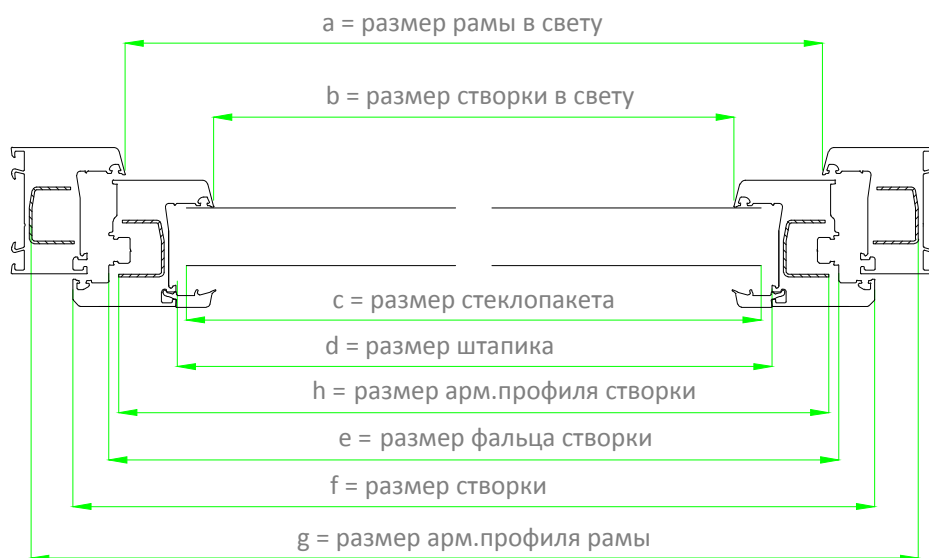 a = размер рамы в свету
b = размер створки в свету
c = размер стеклопакета
d = размер штапика
h = размер арм.профиля створки
e = размер фальца створки
f = размер створки
g = размер арм.профиля рамы